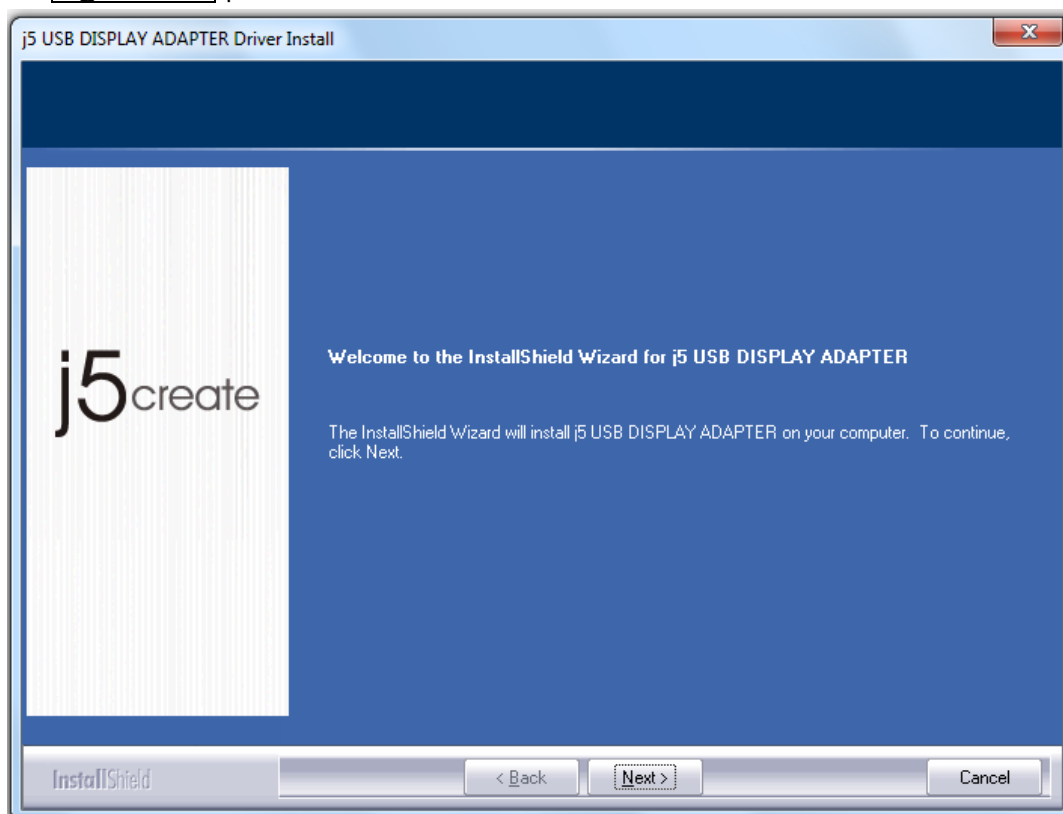 j5 USB DISPLAY ADAPTER Driver Install
j5create
Welcome to the InstallShield Wizard for j5 USB DISPLAY ADAPTER
The InstallShield Wizard will install j5 USB DISPLAY ADAPTER on your computer. To continue,
click Next.
InstallShield
< Back
Next >
Cancel